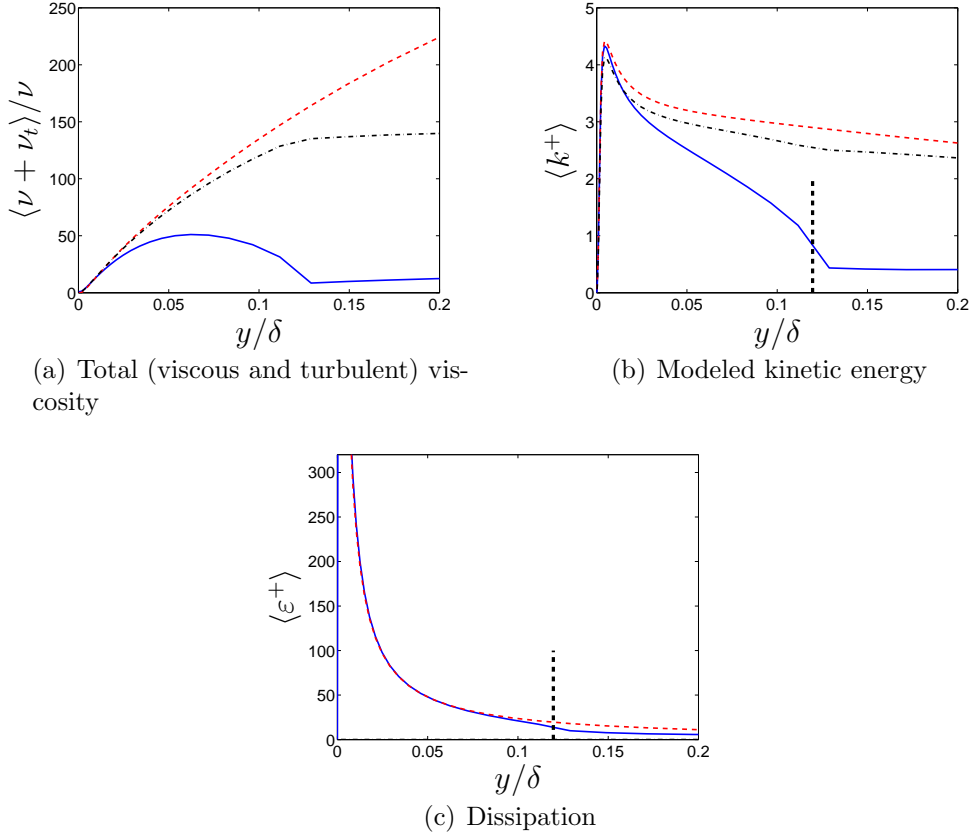 250
200
150
100
50
0
0 0.05 0.1 0.15 0.2
⟨ν + ν_t⟩/ν
y/δ
(a) Total (viscous and turbulent) vis-
cosity
5
4
3
2
1
0
0 0.05 0.1 0.15 0.2
⟨k⁺⟩
y/δ
(b) Modeled kinetic energy
300
250
200
150
100
50
0
0 0.05 0.1 0.15 0.2
⟨ε⁺⟩
y/δ
(c) Dissipation